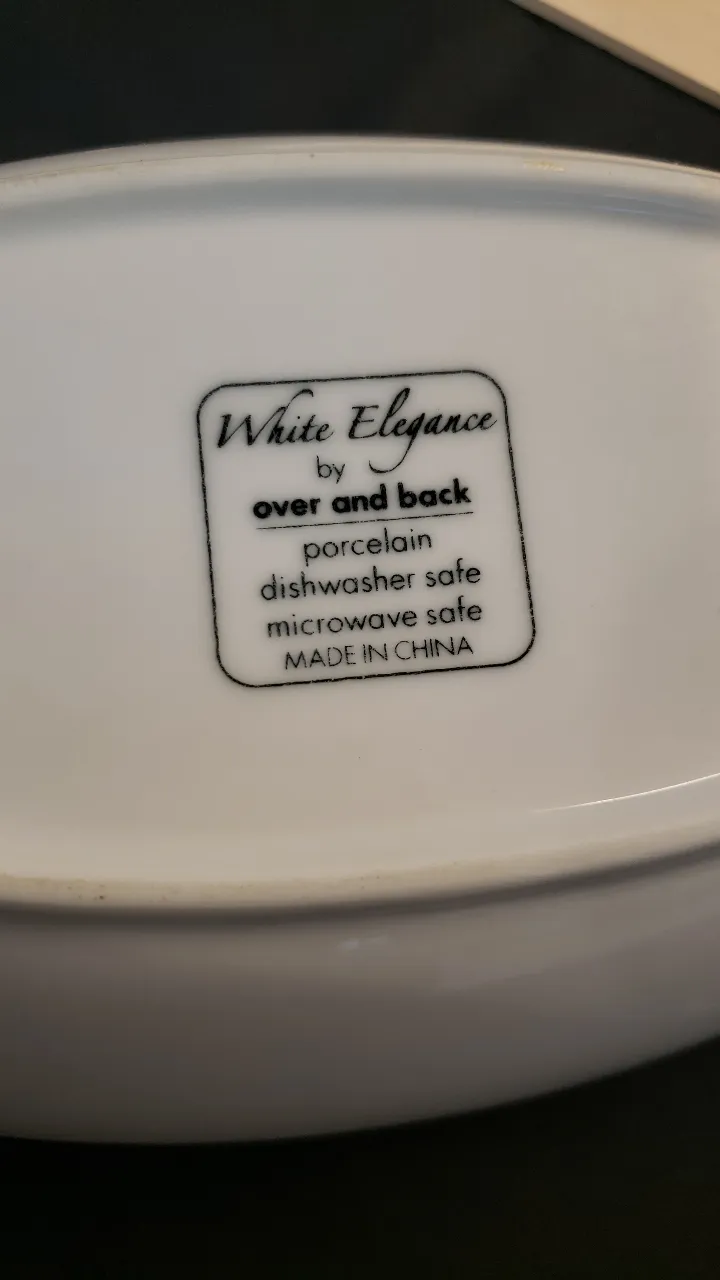 White Elegance
by
over and back
porcelain
dishwasher safe
microwave safe
MADE IN CHINA